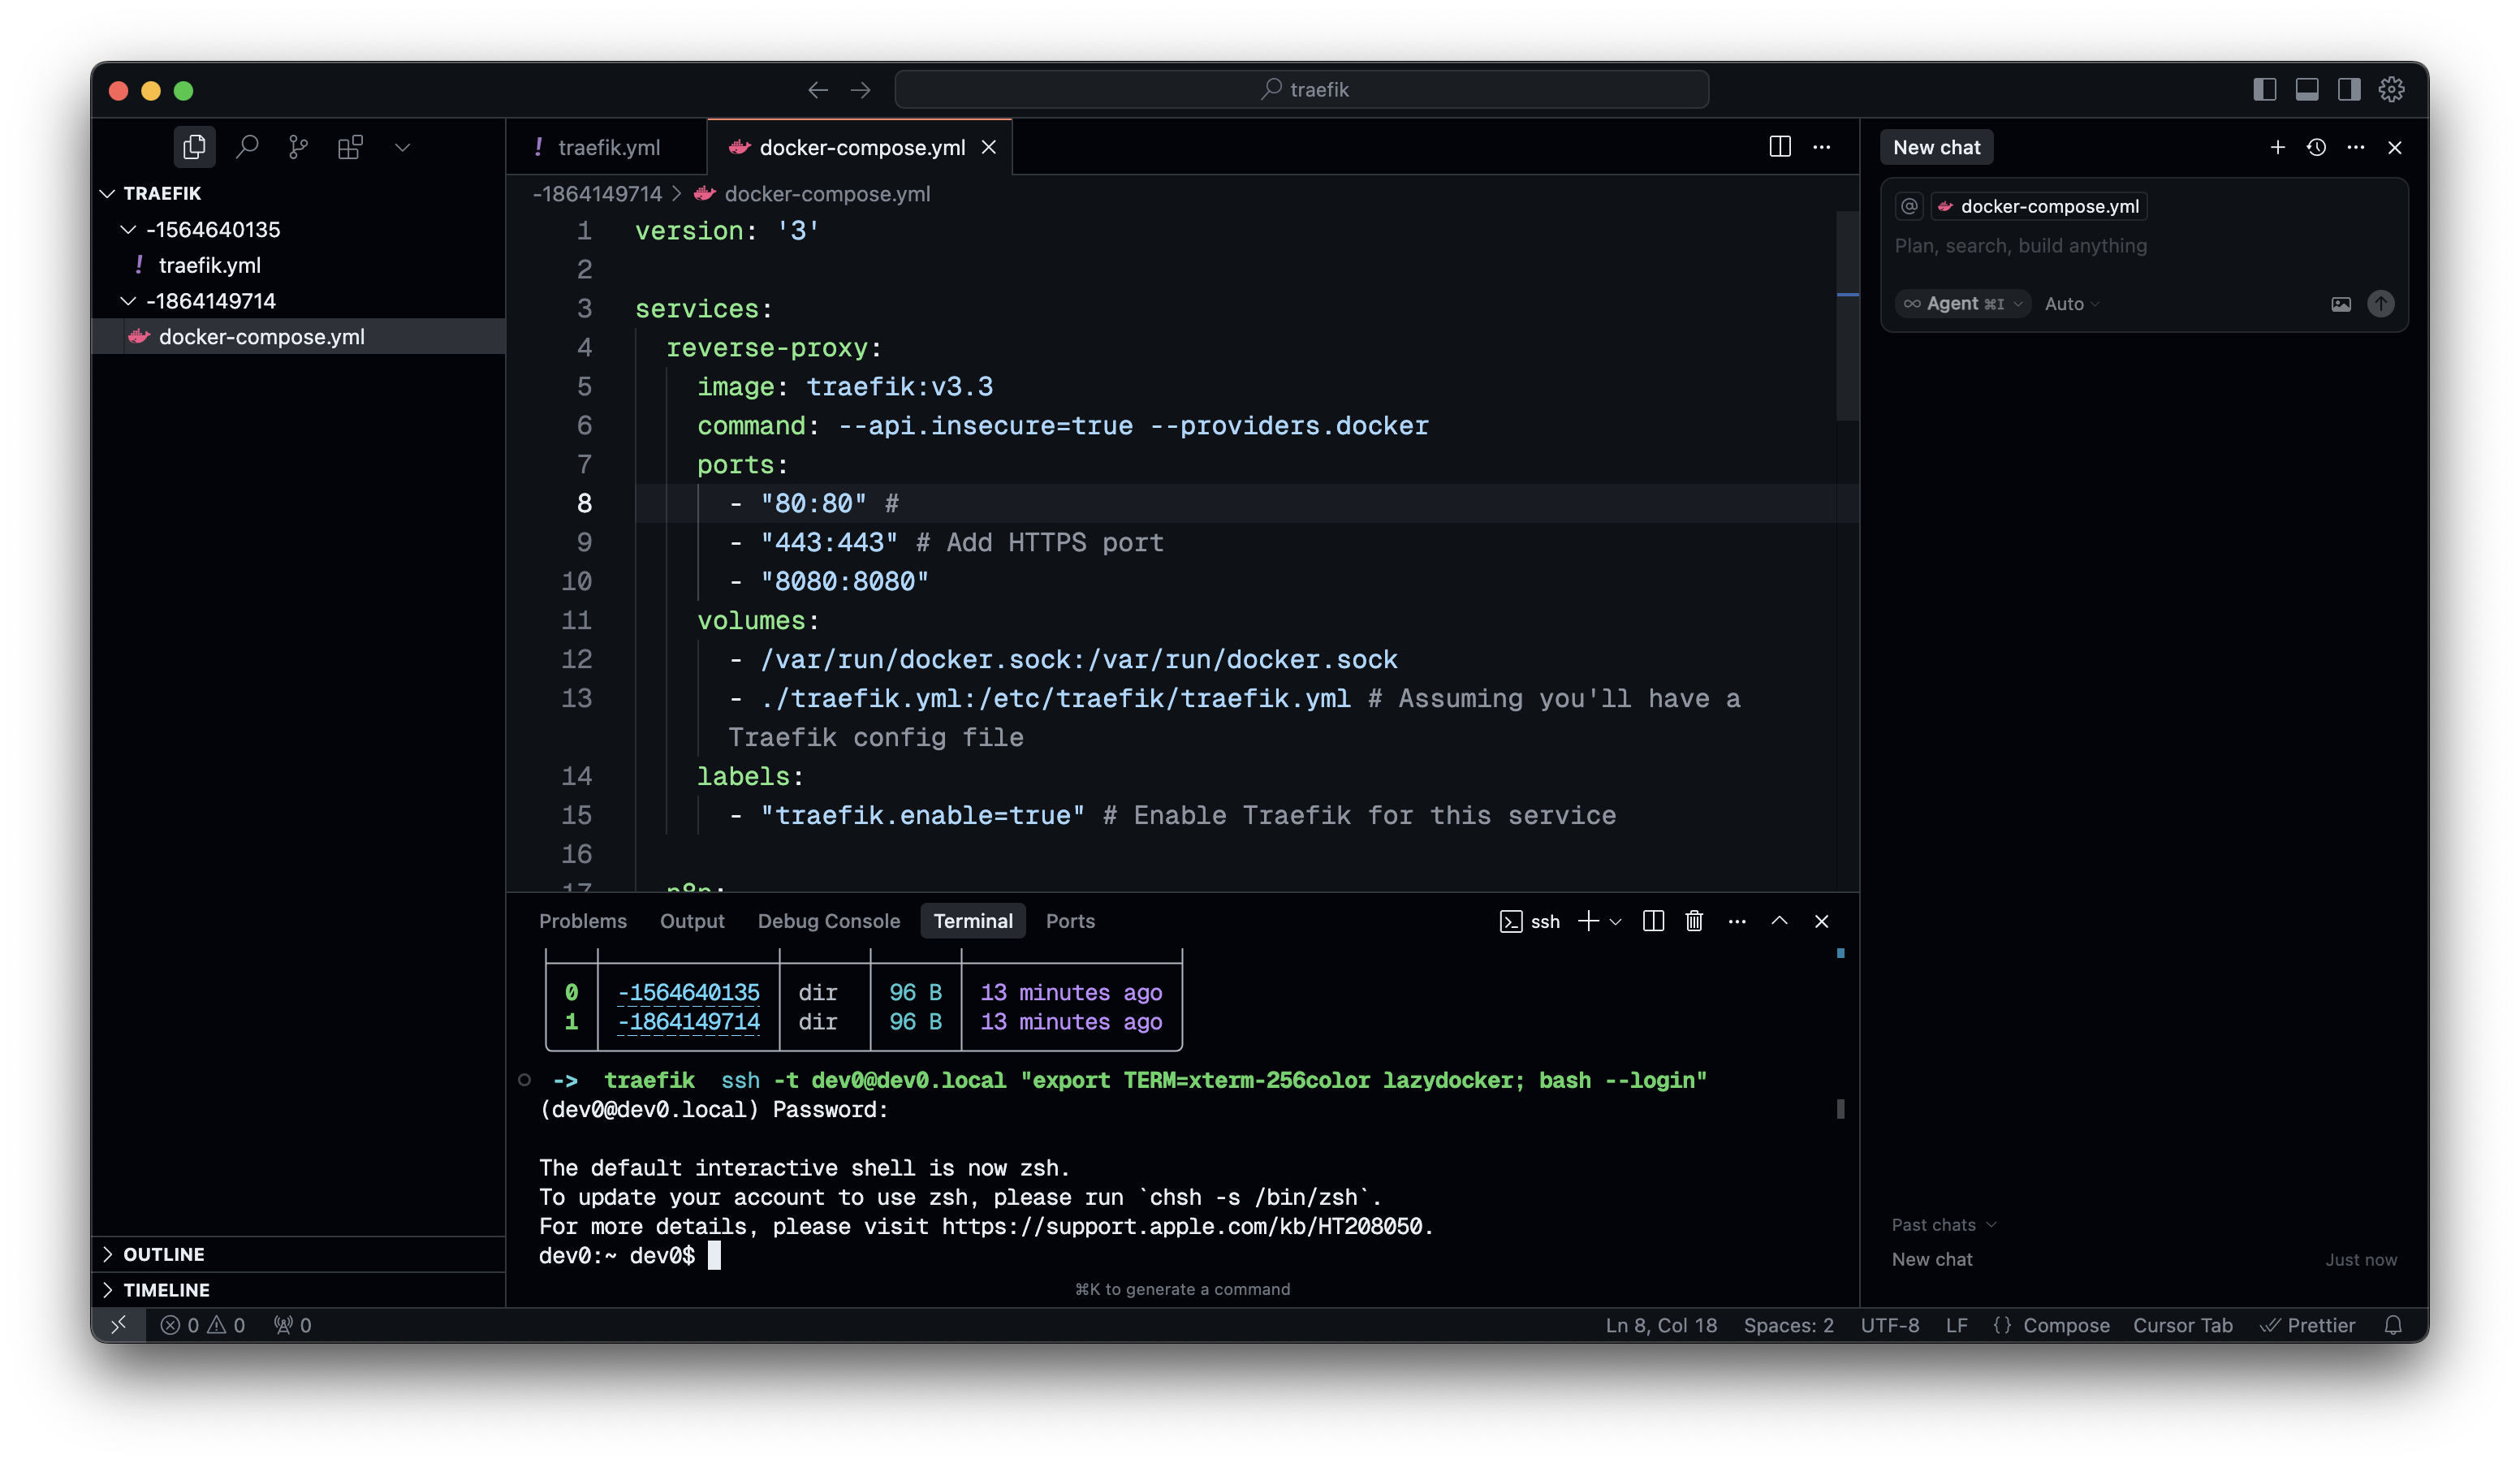 traefik
TRAEFIK
-1564640135
! traefik.yml
-1864149714
docker-compose.yml
OUTLINE
TIMELINE
! traefik.yml
docker-compose.yml
-1864149714 > docker-compose.yml
1 version: '3'
2
3 services:
4 reverse-proxy:
5 image: traefik:v3.3
6 command: --api.insecure=true --providers.docker
7 ports:
8 - "80:80" #
9 - "443:443" # Add HTTPS port
10 - "8080:8080"
11 volumes:
12 - /var/run/docker.sock:/var/run/docker.sock
13 - ./traefik.yml:/etc/traefik/traefik.yml # Assuming you'll have a
Traefik config file
14 labels:
15 - "traefik.enable=true" # Enable Traefik for this service
16
17 n8n:
Problems Output Debug Console Terminal Ports
ssh
0 -1564640135 dir 96 B 13 minutes ago
1 -1864149714 dir 96 B 13 minutes ago
-> traefik ssh -t dev0@dev0.local "export TERM=xterm-256color lazydocker; bash --login"
(dev0@dev0.local) Password:
The default interactive shell is now zsh.
To update your account to use zsh, please run `chsh -s /bin/zsh`.
For more details, please visit https://support.apple.com/kb/HT208050.
dev0:~ dev0$
⌘K to generate a command
New chat
@ docker-compose.yml
Plan, search, build anything
∞ Agent ⌘I Auto
Past chats
New chat Just now
0 0 0
Ln 8, Col 18 Spaces: 2 UTF-8 LF {} Compose Cursor Tab Prettier